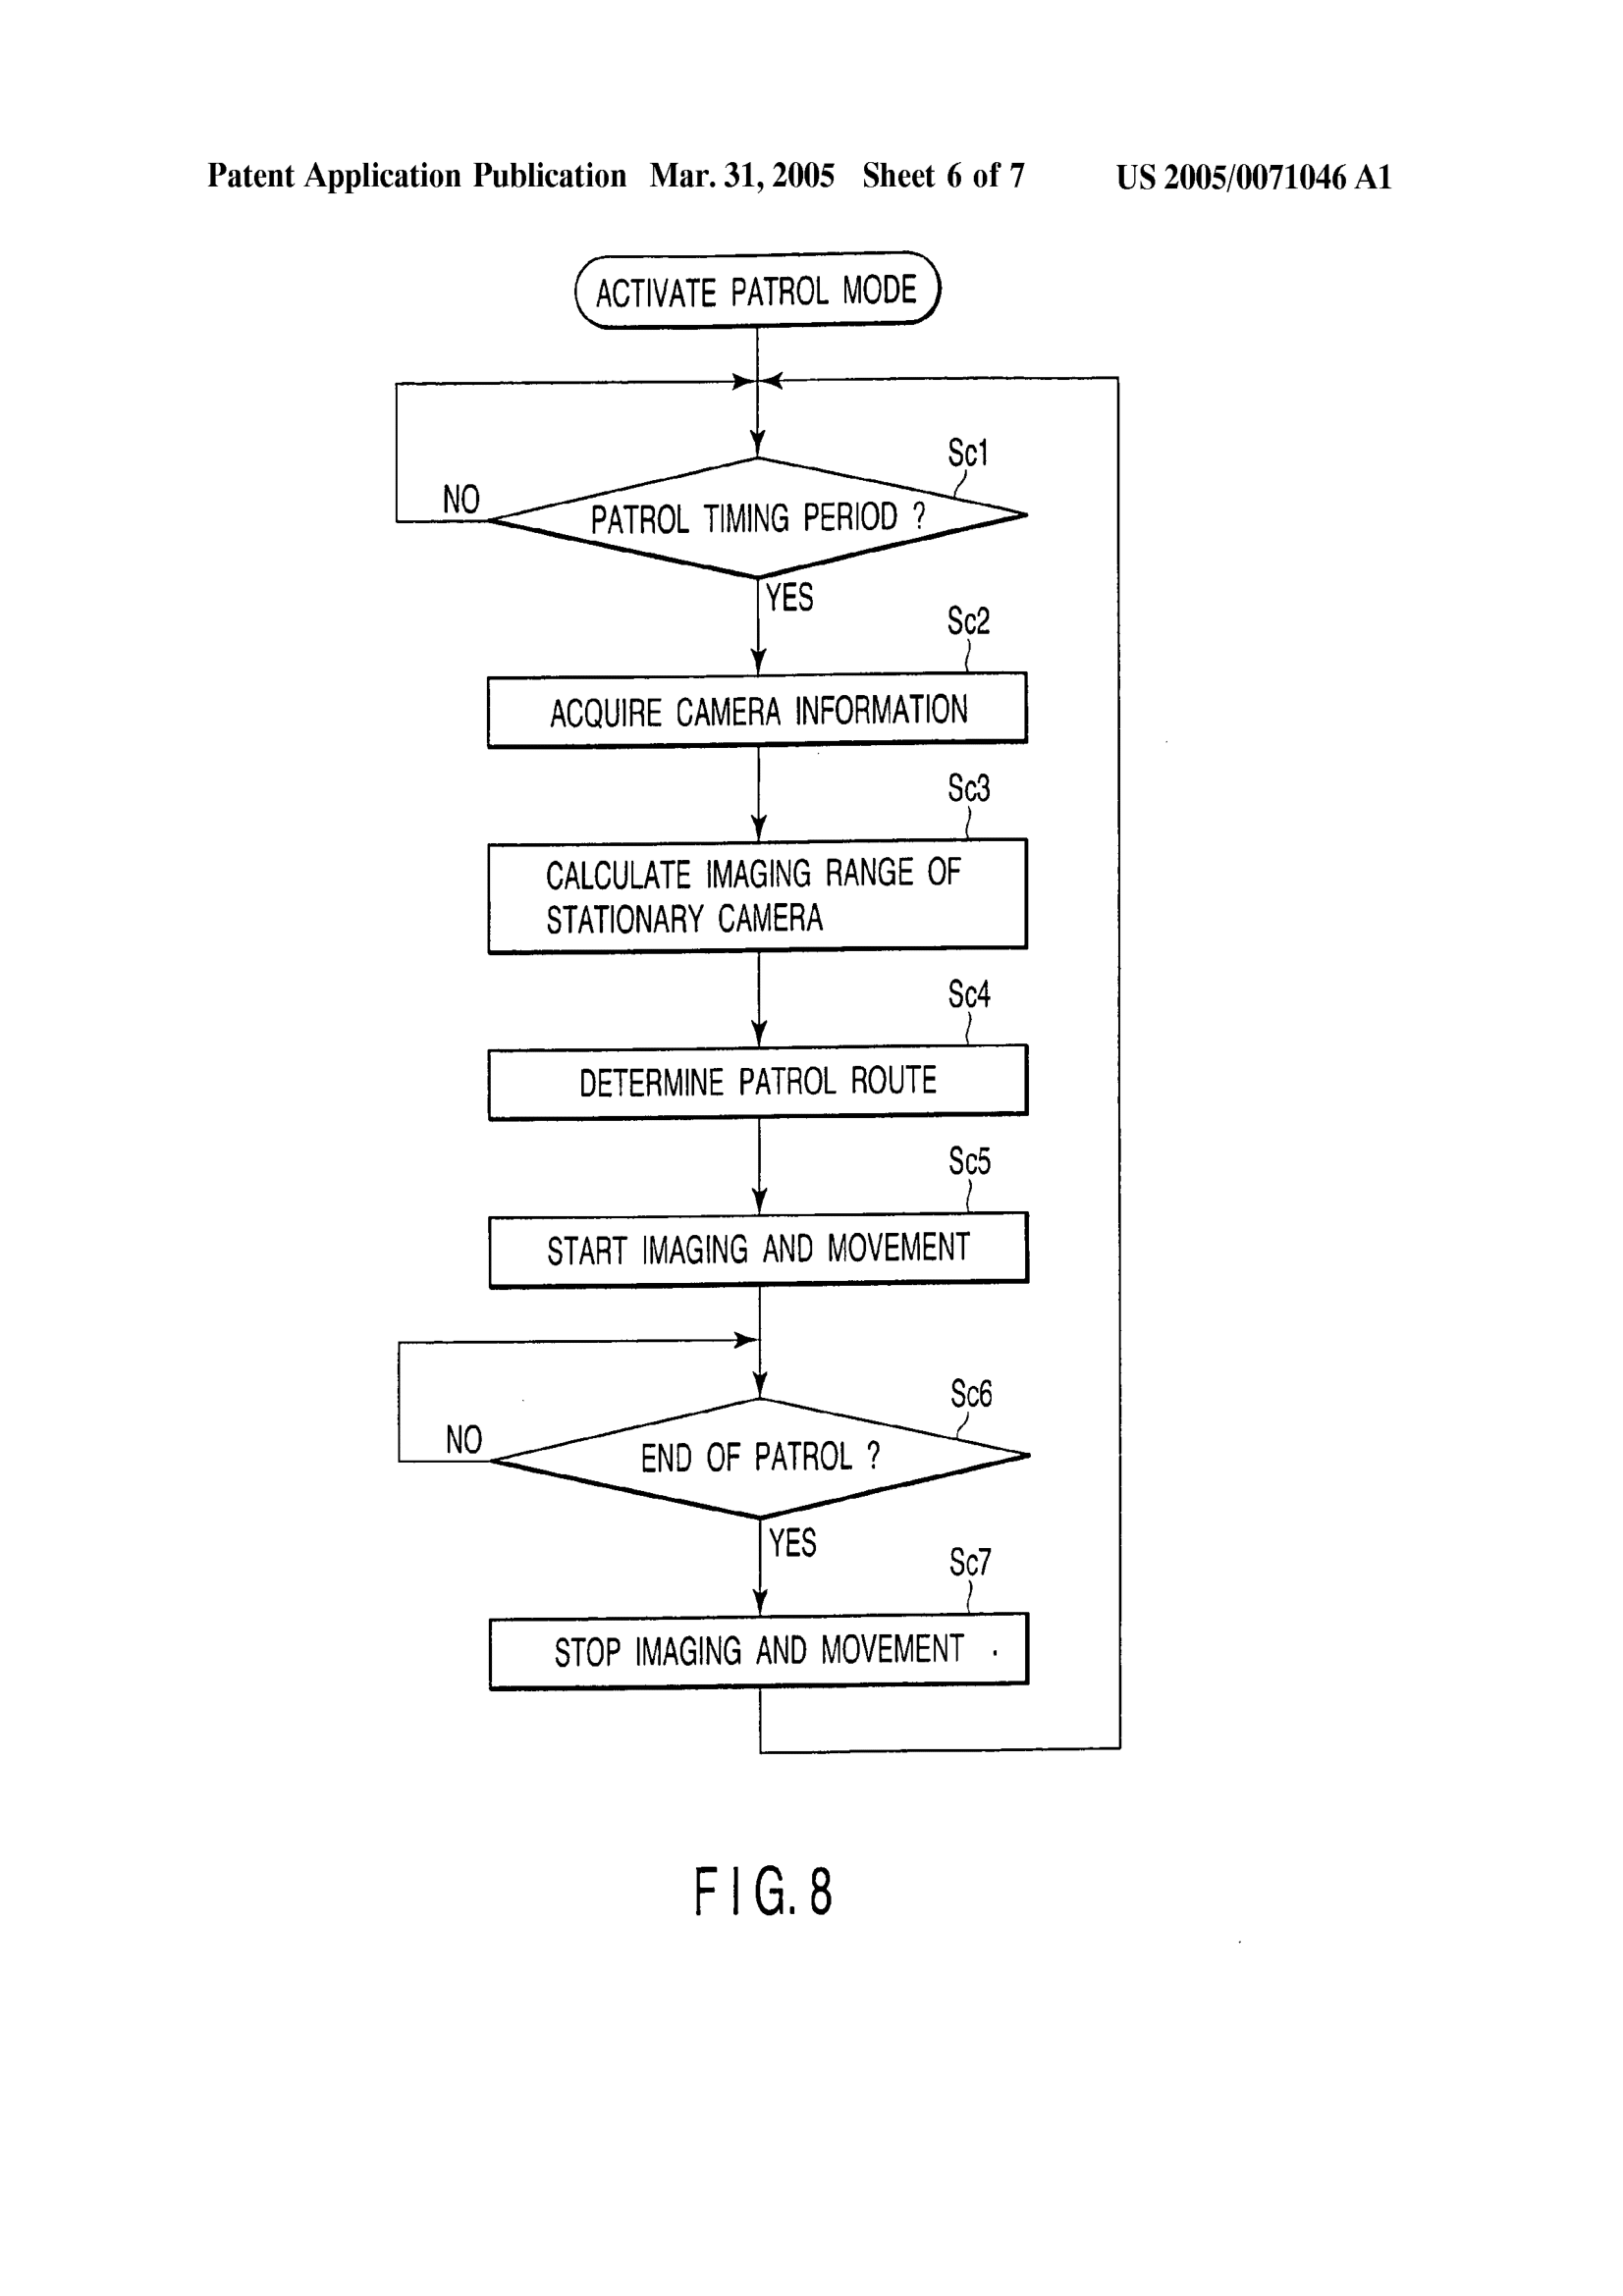 Patent Application Publication Mar. 31, 2005 Sheet 6 of 7 US 2005/0071046 A1
ACTIVATE PATROL MODE
Sc1
NO
PATROL TIMING PERIOD ?
YES
Sc2
ACQUIRE CAMERA INFORMATION
Sc3
CALCULATE IMAGING RANGE OF
STATIONARY CAMERA
Sc4
DETERMINE PATROL ROUTE
Sc5
START IMAGING AND MOVEMENT
Sc6
NO
END OF PATROL ?
YES
Sc7
STOP IMAGING AND MOVEMENT
FIG. 8